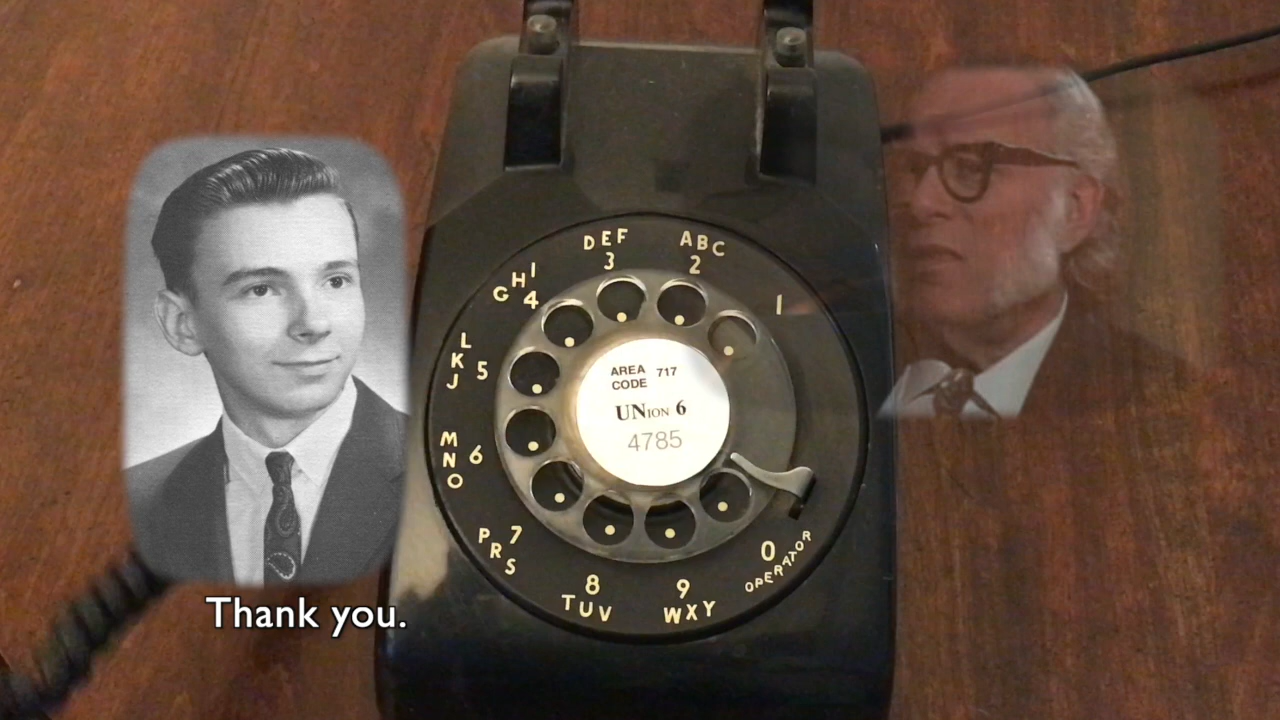 ABC
2
DEF
3
1
GHI
4
JKL
5
MNO
6
PRS
7
TUV
8
WXY
9
0
OPERATOR
AREA 717
CODE
UNION 6
4785
Thank you.